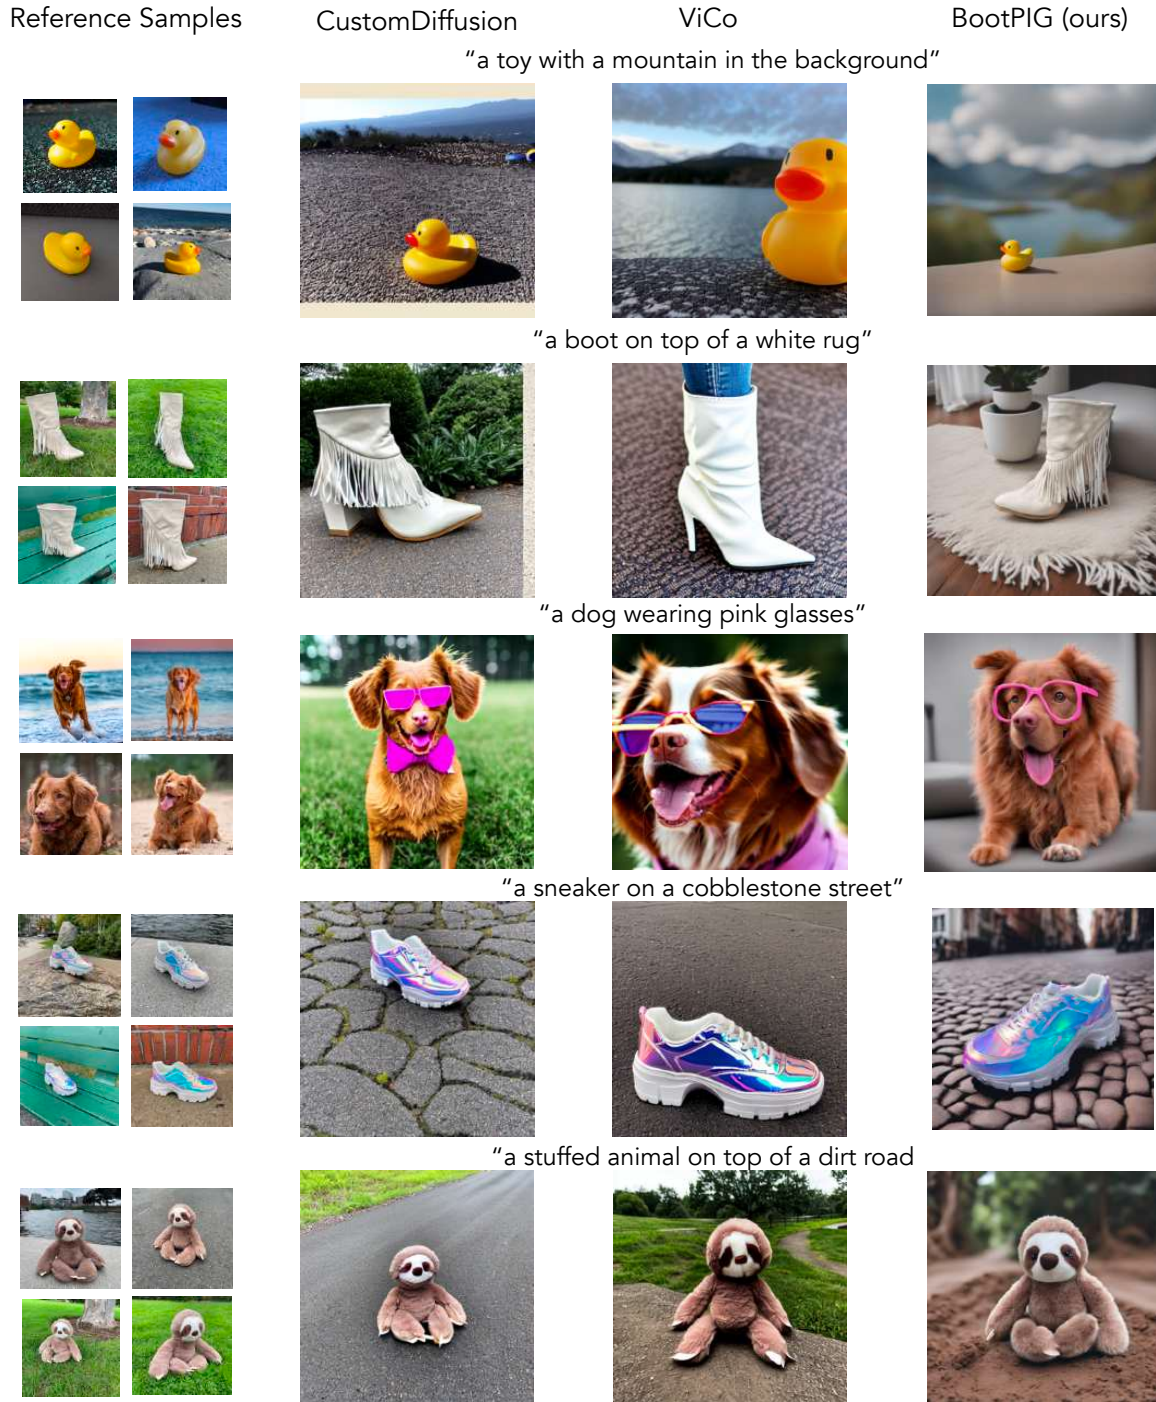 Reference Samples
CustomDiffusion
ViCo
BootPIG (ours)
“a toy with a mountain in the background”
“a boot on top of a white rug”
“a dog wearing pink glasses”
“a sneaker on a cobblestone street”
“a stuffed animal on top of a dirt road